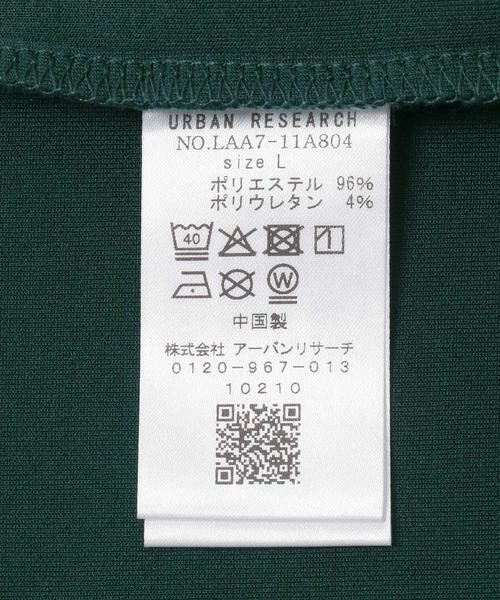 URBAN RESEARCH
NO.LAA7-11A804
size L
ポリエステル 96%
ポリウレタン 4%
40
W
中国製
株式会社 アーバンリサーチ
0120-967-013
10210